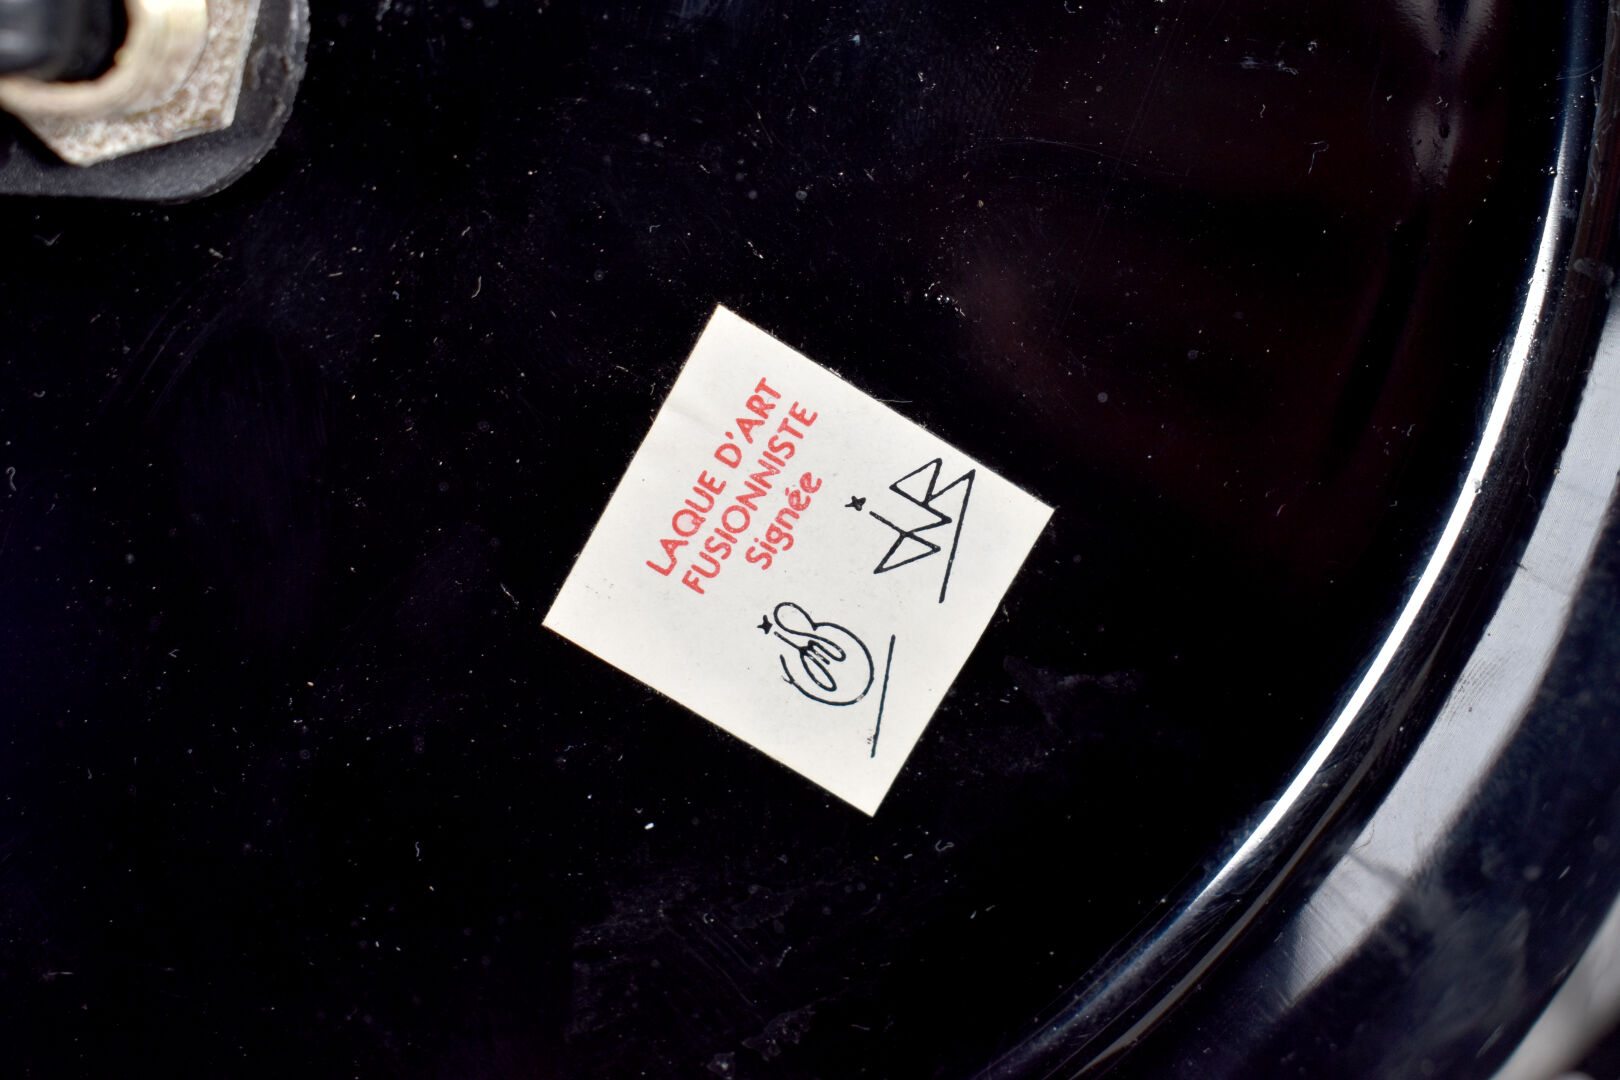 LAQUE D'ART
FUSIONNISTE
Signée